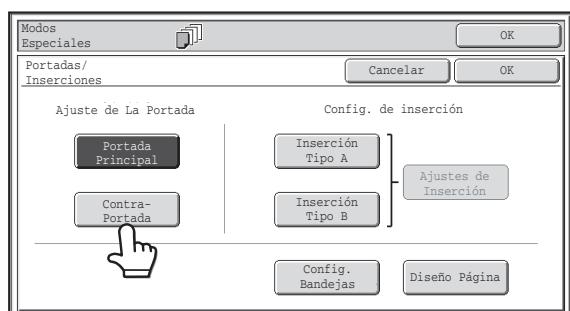 Modos
Especiales
OK
Portadas/
Inserciones
Cancelar
OK
Ajuste de La Portada
Config. de inserción
Portada
Principal
Inserción
Tipo A
Ajustes de
Inserción
Contra-
Portada
Inserción
Tipo B
Config.
Bandejas
Diseño Página